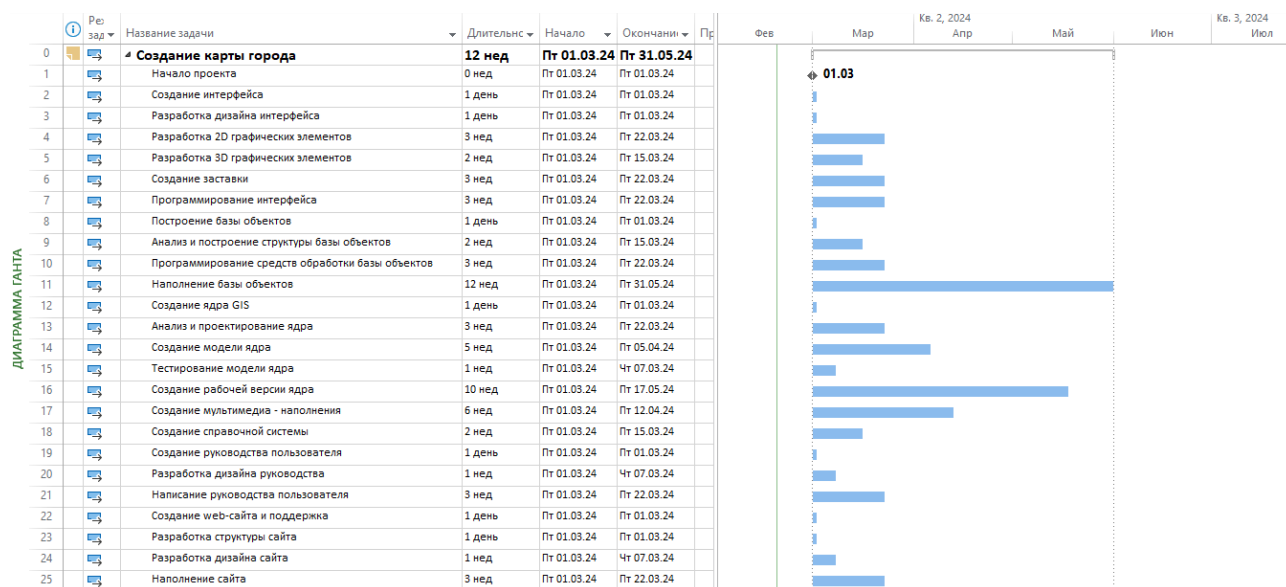 Кв. 2, 2024 Кв. 3, 2024
Реж зад Название задачи Длительнс Начало Окончани Пр Фев Мар Апр Май Июн Июл
0 Создание карты города 12 нед Пт 01.03.24 Пт 31.05.24
1 Начало проекта 0 нед Пт 01.03.24 Пт 01.03.24 01.03
2 Создание интерфейса 1 день Пт 01.03.24 Пт 01.03.24
3 Разработка дизайна интерфейса 1 день Пт 01.03.24 Пт 01.03.24
4 Разработка 2D графических элементов 3 нед Пт 01.03.24 Пт 22.03.24
5 Разработка 3D графических элементов 2 нед Пт 01.03.24 Пт 15.03.24
6 Создание заставки 3 нед Пт 01.03.24 Пт 22.03.24
7 Программирование интерфейса 3 нед Пт 01.03.24 Пт 22.03.24
8 Построение базы объектов 1 день Пт 01.03.24 Пт 01.03.24
9 Анализ и построение структуры базы объектов 2 нед Пт 01.03.24 Пт 15.03.24
10 Программирование средств обработки базы объектов 3 нед Пт 01.03.24 Пт 22.03.24
11 Наполнение базы объектов 12 нед Пт 01.03.24 Пт 31.05.24
12 Создание ядра GIS 1 день Пт 01.03.24 Пт 01.03.24
13 Анализ и проектирование ядра 3 нед Пт 01.03.24 Пт 22.03.24
14 Создание модели ядра 5 нед Пт 01.03.24 Пт 05.04.24
15 Тестирование модели ядра 1 нед Пт 01.03.24 Чт 07.03.24
16 Создание рабочей версии ядра 10 нед Пт 01.03.24 Пт 17.05.24
17 Создание мультимедиа - наполнения 6 нед Пт 01.03.24 Пт 12.04.24
18 Создание справочной системы 2 нед Пт 01.03.24 Пт 15.03.24
19 Создание руководства пользователя 1 день Пт 01.03.24 Пт 01.03.24
20 Разработка дизайна руководства 1 нед Пт 01.03.24 Чт 07.03.24
21 Написание руководства пользователя 3 нед Пт 01.03.24 Пт 22.03.24
22 Создание web-сайта и поддержка 1 день Пт 01.03.24 Пт 01.03.24
23 Разработка структуры сайта 1 день Пт 01.03.24 Пт 01.03.24
24 Разработка дизайна сайта 1 нед Пт 01.03.24 Чт 07.03.24
25 Наполнение сайта 3 нед Пт 01.03.24 Пт 22.03.24
ДИАГРАММА ГАНТА